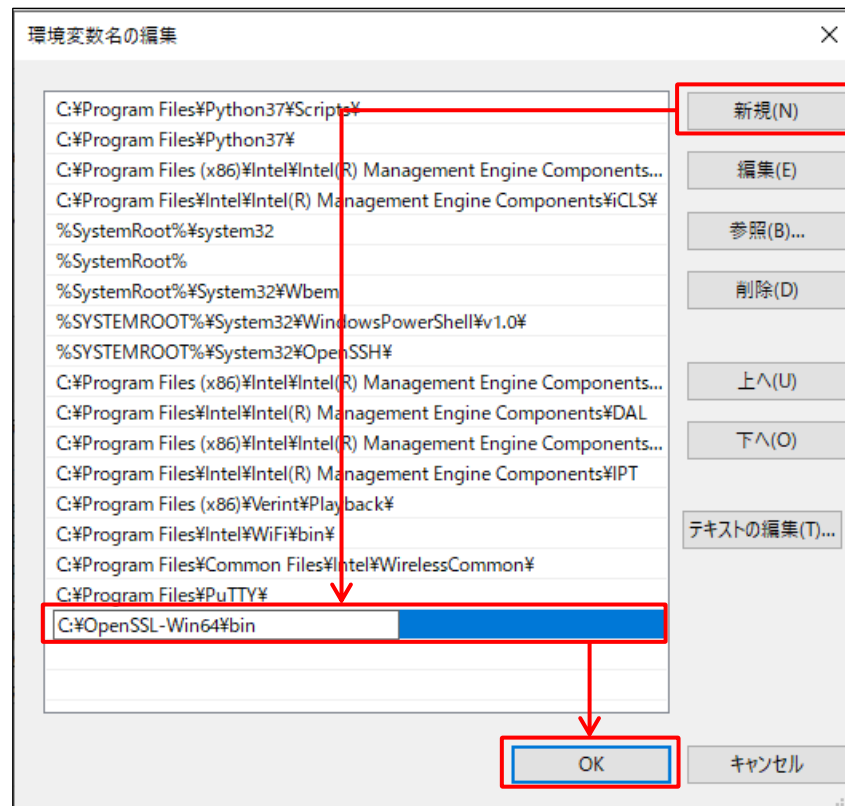 環境変数名の編集
C:¥Program Files¥Python37¥Scripts¥
C:¥Program Files¥Python37¥
C:¥Program Files (x86)¥Intel¥Intel(R) Management Engine Components...
C:¥Program Files¥Intel¥Intel(R) Management Engine Components¥iCLS¥
%SystemRoot%¥system32
%SystemRoot%
%SystemRoot%¥System32¥Wbem
%SYSTEMROOT%¥System32¥WindowsPowerShell¥v1.0¥
%SYSTEMROOT%¥System32¥OpenSSH¥
C:¥Program Files (x86)¥Intel¥Intel(R) Management Engine Components...
C:¥Program Files¥Intel¥Intel(R) Management Engine Components¥DAL
C:¥Program Files (x86)¥Intel¥Intel(R) Management Engine Components...
C:¥Program Files¥Intel¥Intel(R) Management Engine Components¥IPT
C:¥Program Files (x86)¥Verint¥Playback¥
C:¥Program Files¥Intel¥WiFi¥bin¥
C:¥Program Files¥Common Files¥Intel¥WirelessCommon¥
C:¥Program Files¥PuTTY¥
C:¥OpenSSL-Win64¥bin
新規(N)
編集(E)
参照(B)...
削除(D)
上へ(U)
下へ(O)
テキストの編集(T)...
OK
キャンセル